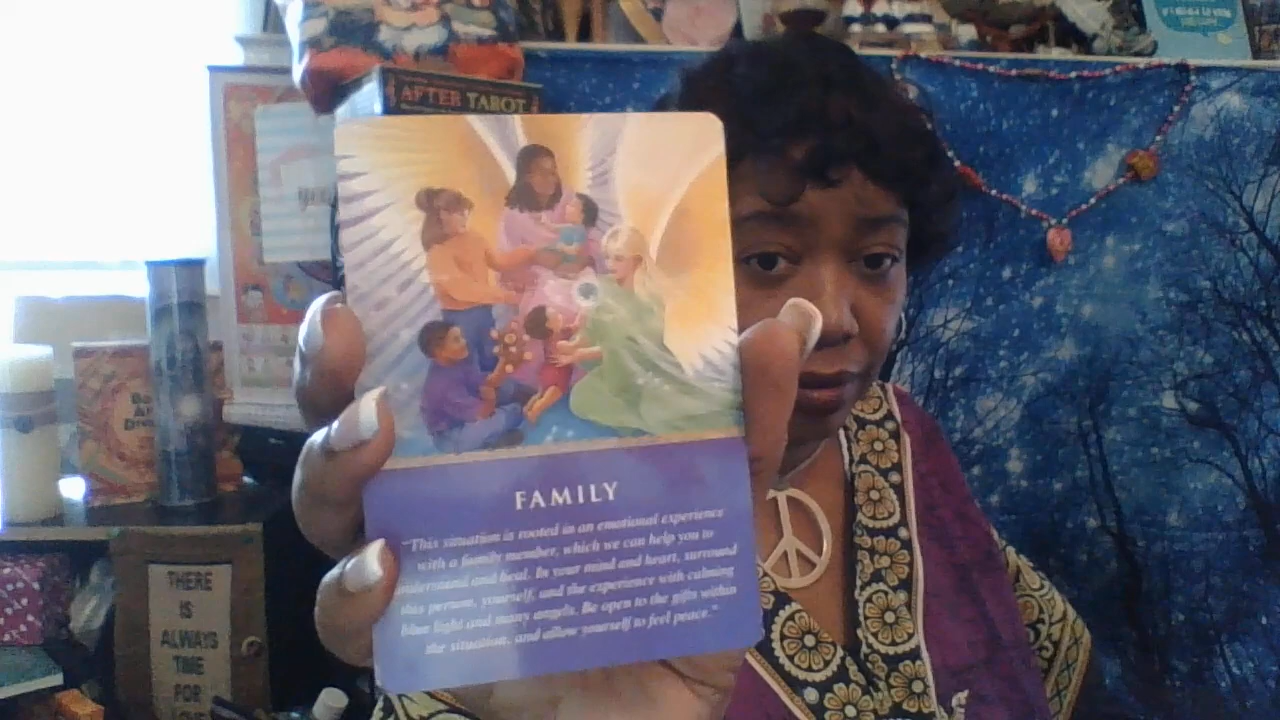 AFTER TAROT
FAMILY
"This situation is rooted in an emotional experience
with a family member, which we can help you to
understand and heal. In your mind and heart, surround
this person, yourself, and the experience with calming
blue light and many angels. Be open to the gifts within
the situation, and allow yourself to feel peace."
THERE
IS
ALWAYS
TIME
FOR